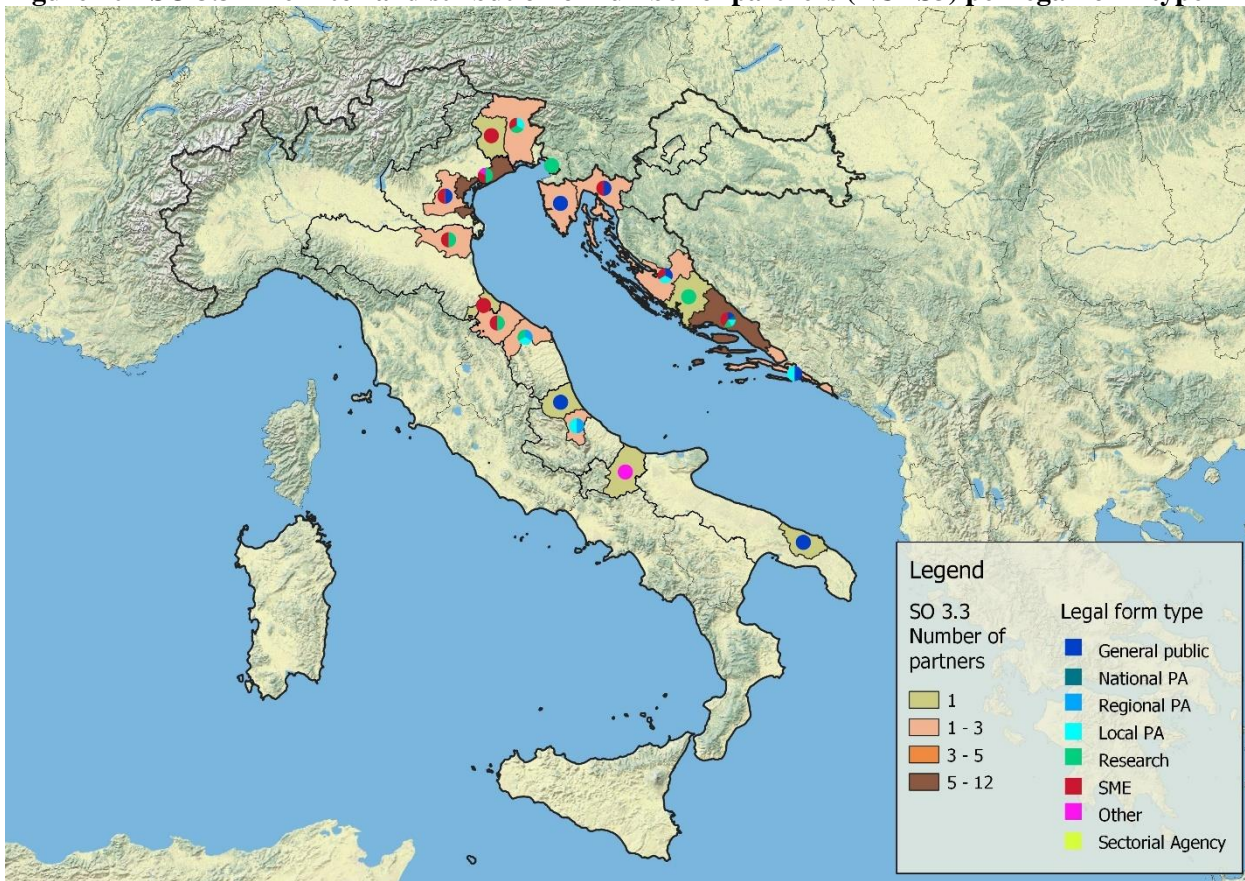 Legend
SO 3.3
Number of
partners
1
1 - 3
3 - 5
5 - 12
Legal form type
General public
National PA
Regional PA
Local PA
Research
SME
Other
Sectorial Agency